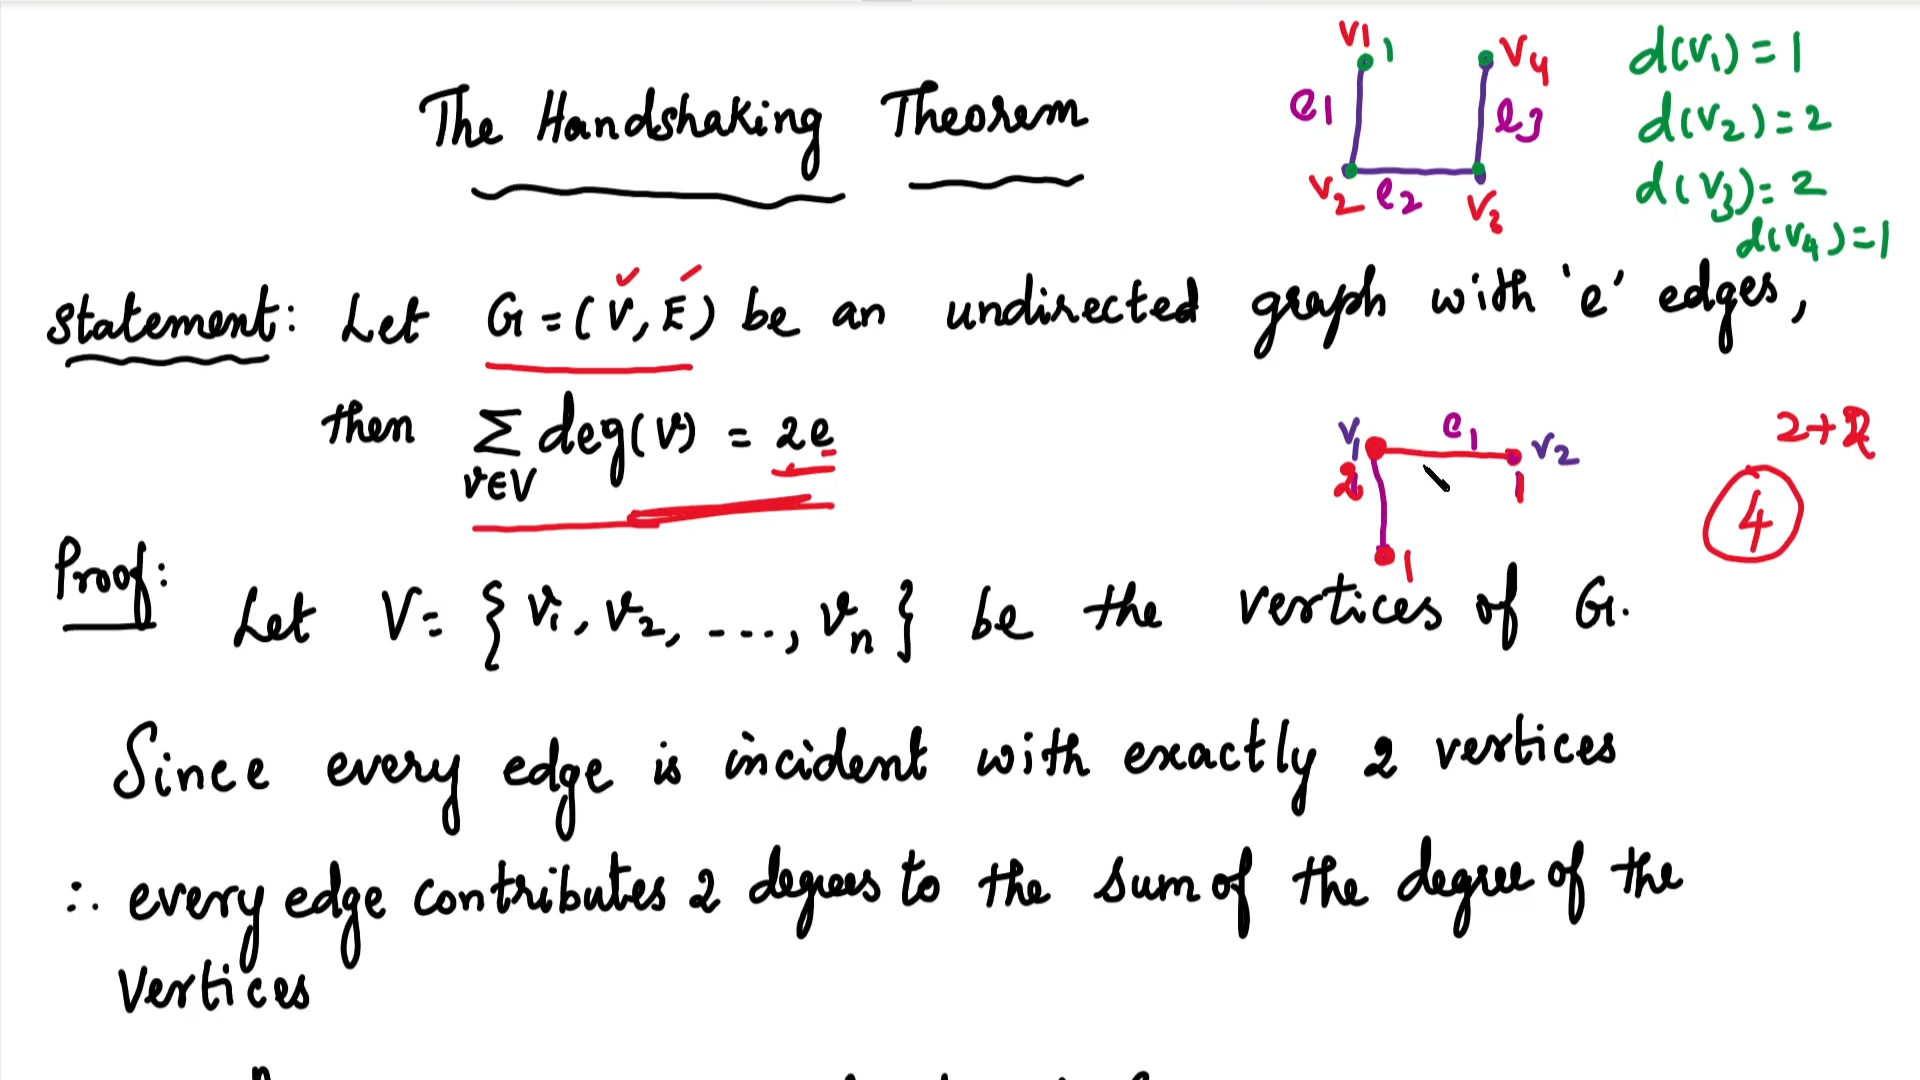 The Handshaking Theorem
v1 1 v4
e1 e3
v2 e2 v3
d(v1) = 1
d(v2) = 2
d(v3) = 2
d(v4) = 1
Statement: Let G = (V, E) be an undirected graph with 'e' edges,
then Σ deg(v) = 2e
v∈V
v1 e1 v2
2 1
1
2+2
4
Proof:
Let V = {v1, v2, ----, vn} be the vertices of G.
Since every edge is incident with exactly 2 vertices
∴ every edge contributes 2 degrees to the sum of the degree of the
vertices